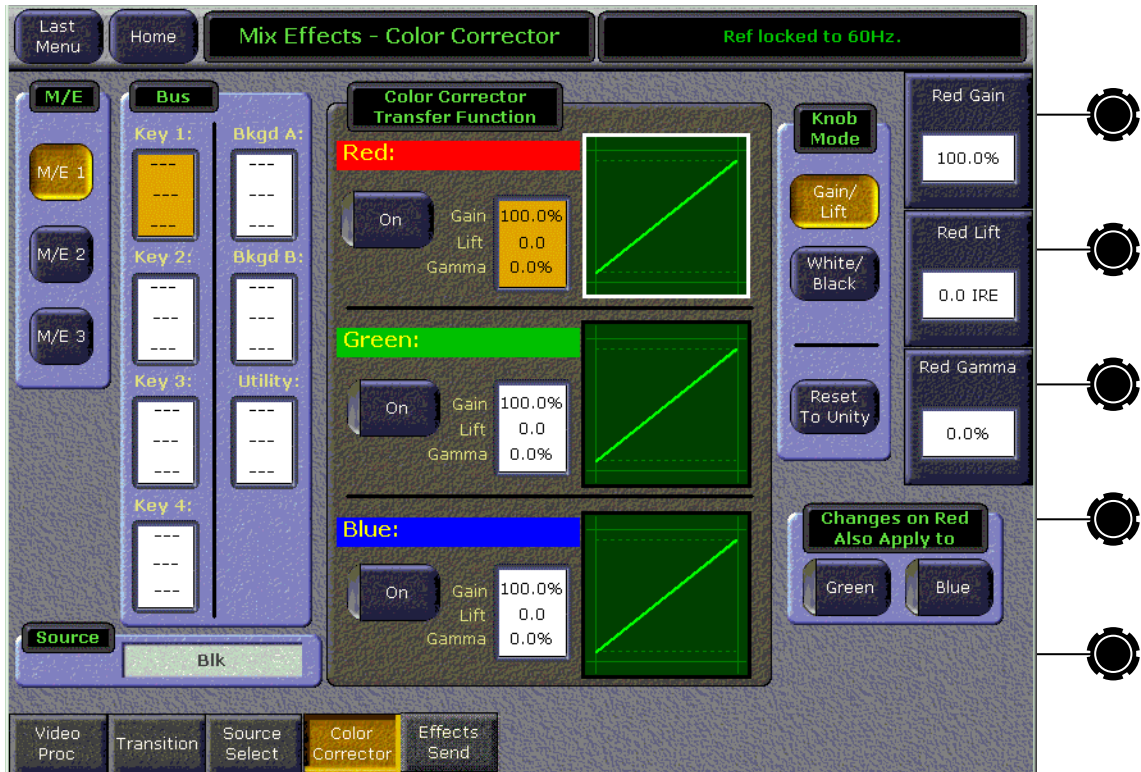 Last
Menu
Home
Mix Effects - Color Corrector
Ref locked to 60Hz.
M/E
M/E 1
M/E 2
M/E 3
Bus
Key 1:
---
---
---
Bkgd A:
---
---
---
Key 2:
---
---
---
Bkgd B:
---
---
---
Key 3:
---
---
---
Utility:
---
---
---
Key 4:
---
---
---
Source
Blk
Color Corrector
Transfer Function
Red:
On
Gain 100.0%
Lift 0.0
Gamma 0.0%
Green:
On
Gain 100.0%
Lift 0.0
Gamma 0.0%
Blue:
On
Gain 100.0%
Lift 0.0
Gamma 0.0%
Knob
Mode
Gain/
Lift
White/
Black
Reset
To Unity
Red Gain
100.0%
Red Lift
0.0 IRE
Red Gamma
0.0%
Changes on Red
Also Apply to
Green
Blue
Video
Proc
Transition
Source
Select
Color
Corrector
Effects
Send